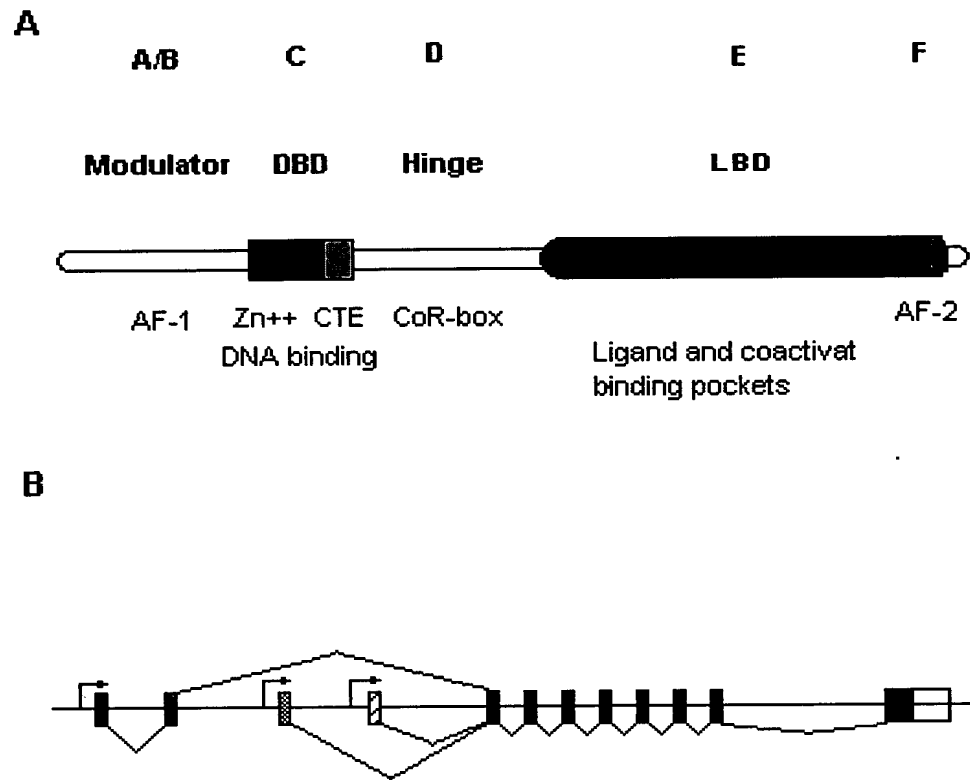 A
A/B C D E F
Modulator DBD Hinge LBD
AF-1 Zn++ CTE CoR-box AF-2
DNA binding
Ligand and coactivat
binding pockets
B